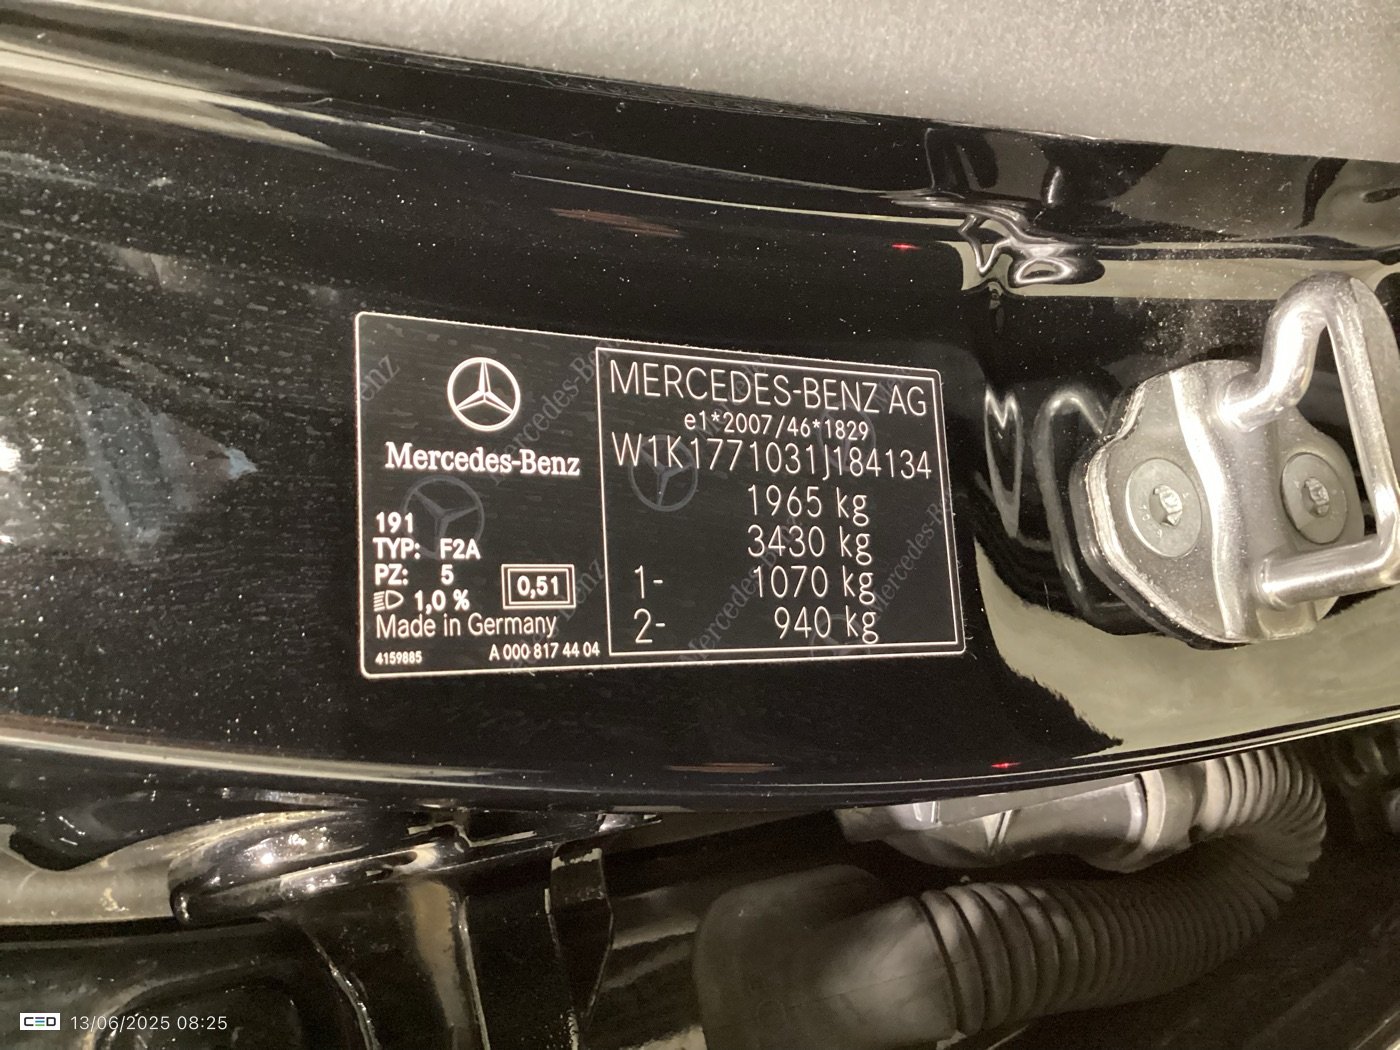 Mercedes-Benz
191
TYP: F2A
PZ: 5
1,0 %
0,51
Made in Germany
4159885
A 000 817 44 04
MERCEDES-BENZ AG
e1*2007/46*1829
W1K1771031J184134
1965 kg
3430 kg
1- 1070 kg
2- 940 kg
CED 13/06/2025 08:25